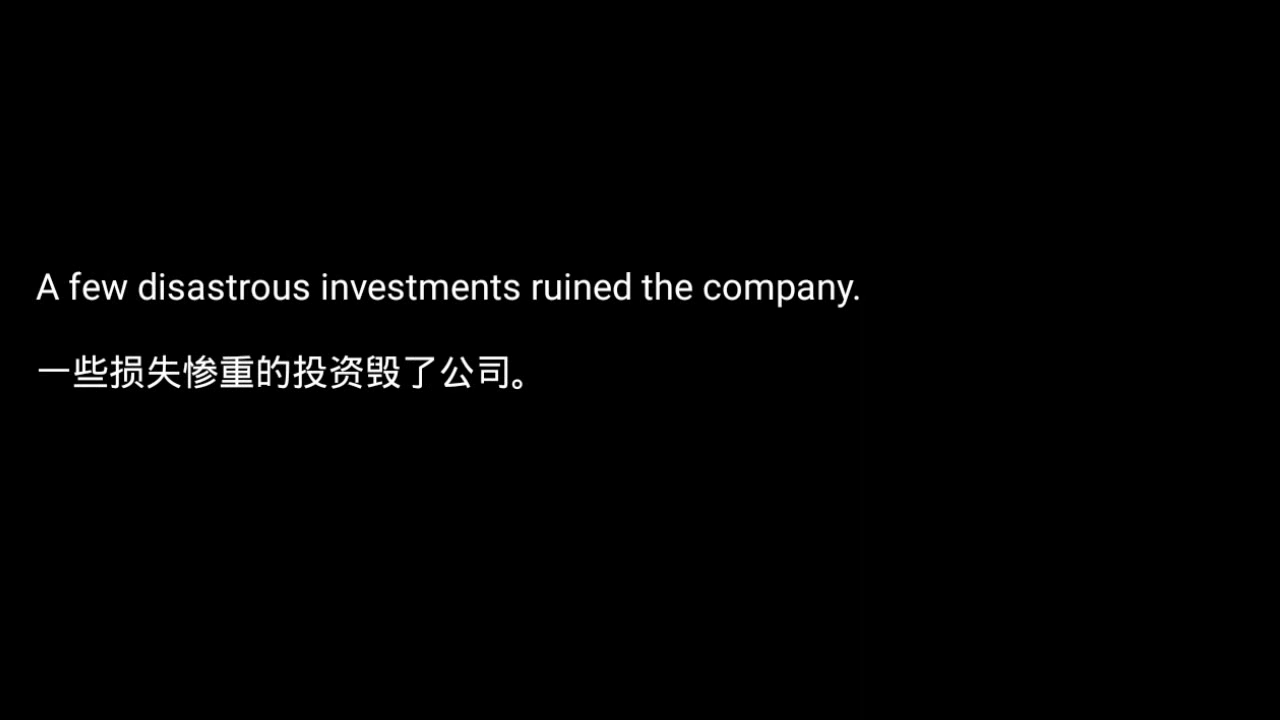 A few disastrous investments ruined the company.
一些损失惨重的投资毁了公司。